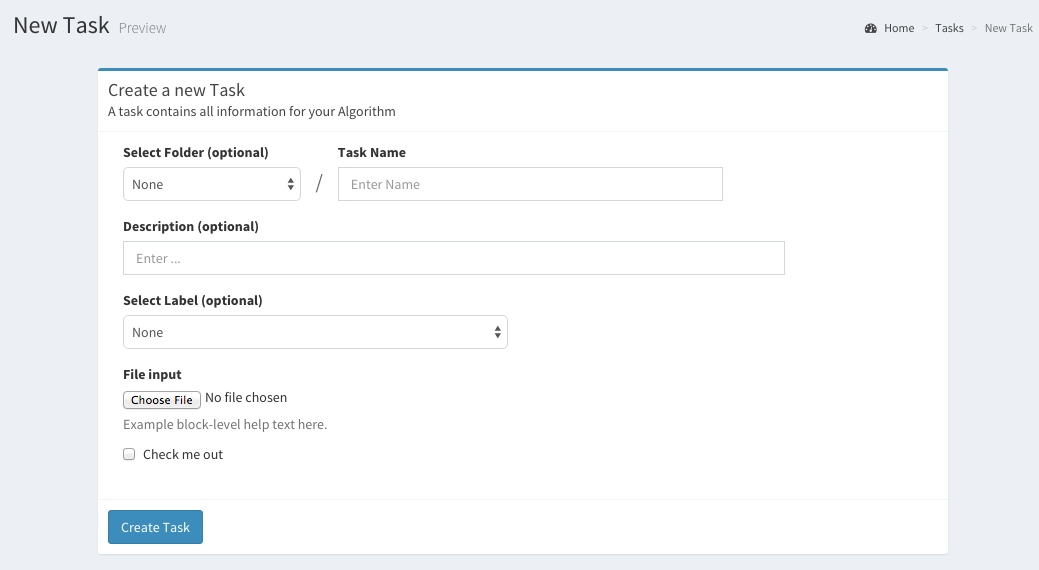 New Task Preview
Home > Tasks > New Task
Create a new Task
A task contains all information for your Algorithm
Select Folder (optional) Task Name
None / Enter Name
Description (optional)
Enter ...
Select Label (optional)
None
File input
Choose File No file chosen
Example block-level help text here.
Check me out
Create Task